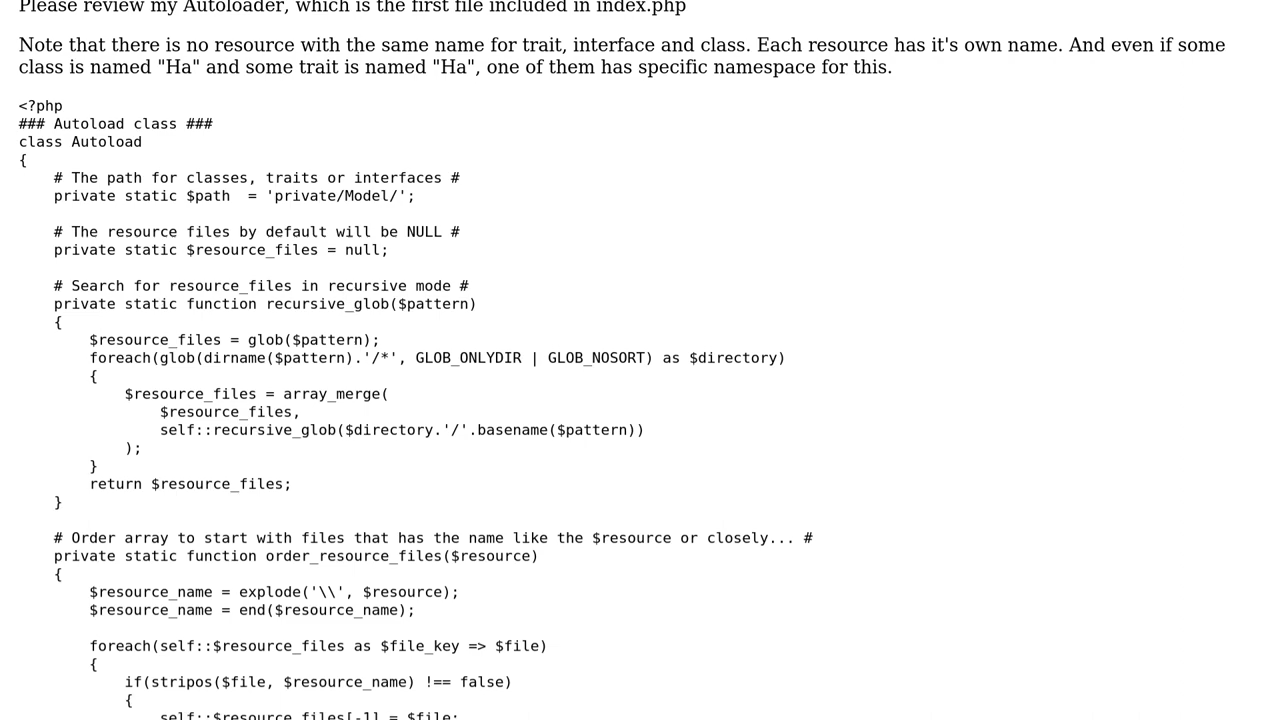 Please review my Autoloader, which is the first file included in index.php
Note that there is no resource with the same name for trait, interface and class. Each resource has it's own name. And even if some
class is named "Ha" and some trait is named "Ha", one of them has specific namespace for this.
<?php
### Autoload class ###
class Autoload
{
    # The path for classes, traits or interfaces #
    private static $path  = 'private/Model/';

    # The resource files by default will be NULL #
    private static $resource_files = null;

    # Search for resource_files in recursive mode #
    private static function recursive_glob($pattern)
    {
        $resource_files = glob($pattern);
        foreach(glob(dirname($pattern).'/*', GLOB_ONLYDIR | GLOB_NOSORT) as $directory)
        {
            $resource_files = array_merge(
                $resource_files,
                self::recursive_glob($directory.'/'.basename($pattern))
            );
        }
        return $resource_files;
    }

    # Order array to start with files that has the name like the $resource or closely... #
    private static function order_resource_files($resource)
    {
        $resource_name = explode('\\', $resource);
        $resource_name = end($resource_name);

        foreach(self::$resource_files as $file_key => $file)
        {
            if(stripos($file, $resource_name) !== false)
            {
                self::$resource_files[-1] = $file;